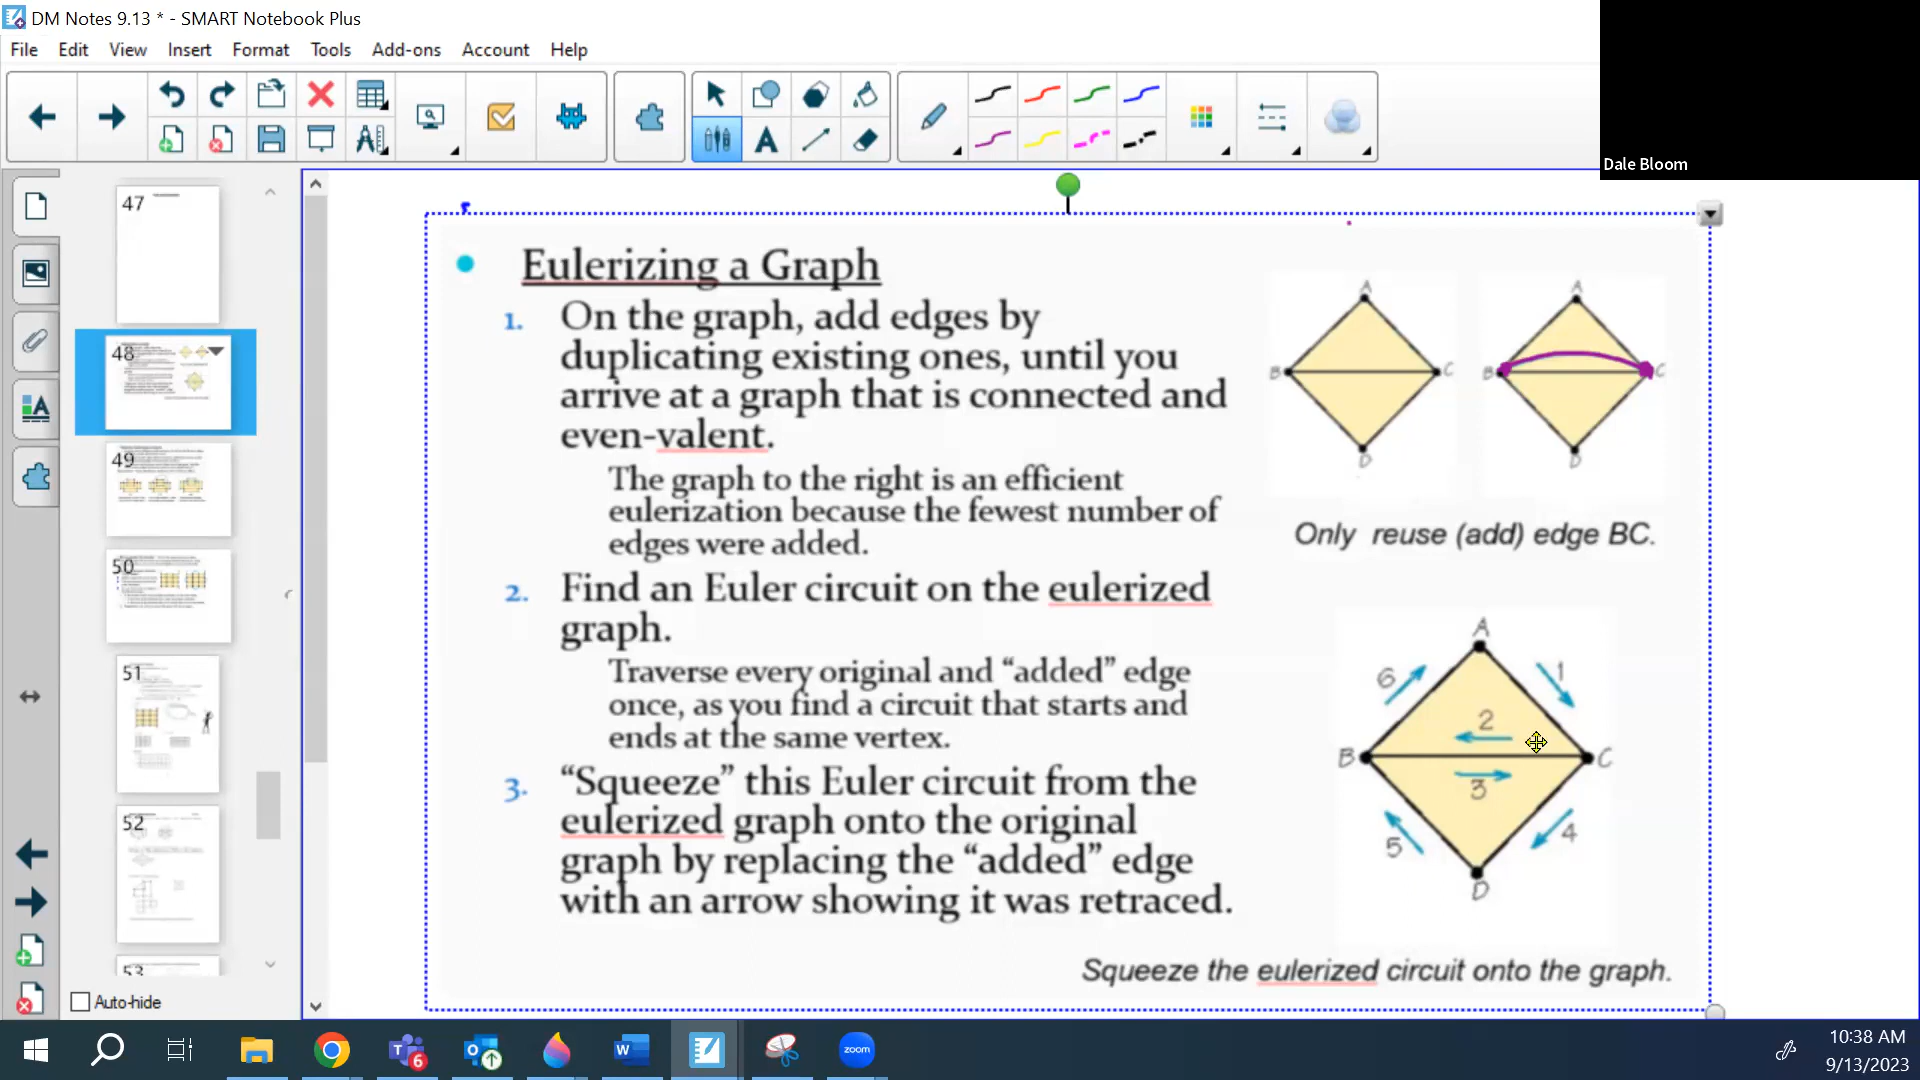 DM Notes 9.13 * - SMART Notebook Plus
File Edit View Insert Format Tools Add-ons Account Help
Dale Bloom
47
48
49
50
51
52
53
Auto-hide
Eulerizing a Graph
1. On the graph, add edges by
duplicating existing ones, until you
arrive at a graph that is connected and
even-valent.
The graph to the right is an efficient
eulerization because the fewest number of
edges were added.
2. Find an Euler circuit on the eulerized
graph.
Traverse every original and “added” edge
once, as you find a circuit that starts and
ends at the same vertex.
3. “Squeeze” this Euler circuit from the
eulerized graph onto the original
graph by replacing the “added” edge
with an arrow showing it was retraced.
A A
B C B C
D D
Only reuse (add) edge BC.
A
6 1
2
B C
3
5 4
D
Squeeze the eulerized circuit onto the graph.
6
zoom
10:38 AM
9/13/2023